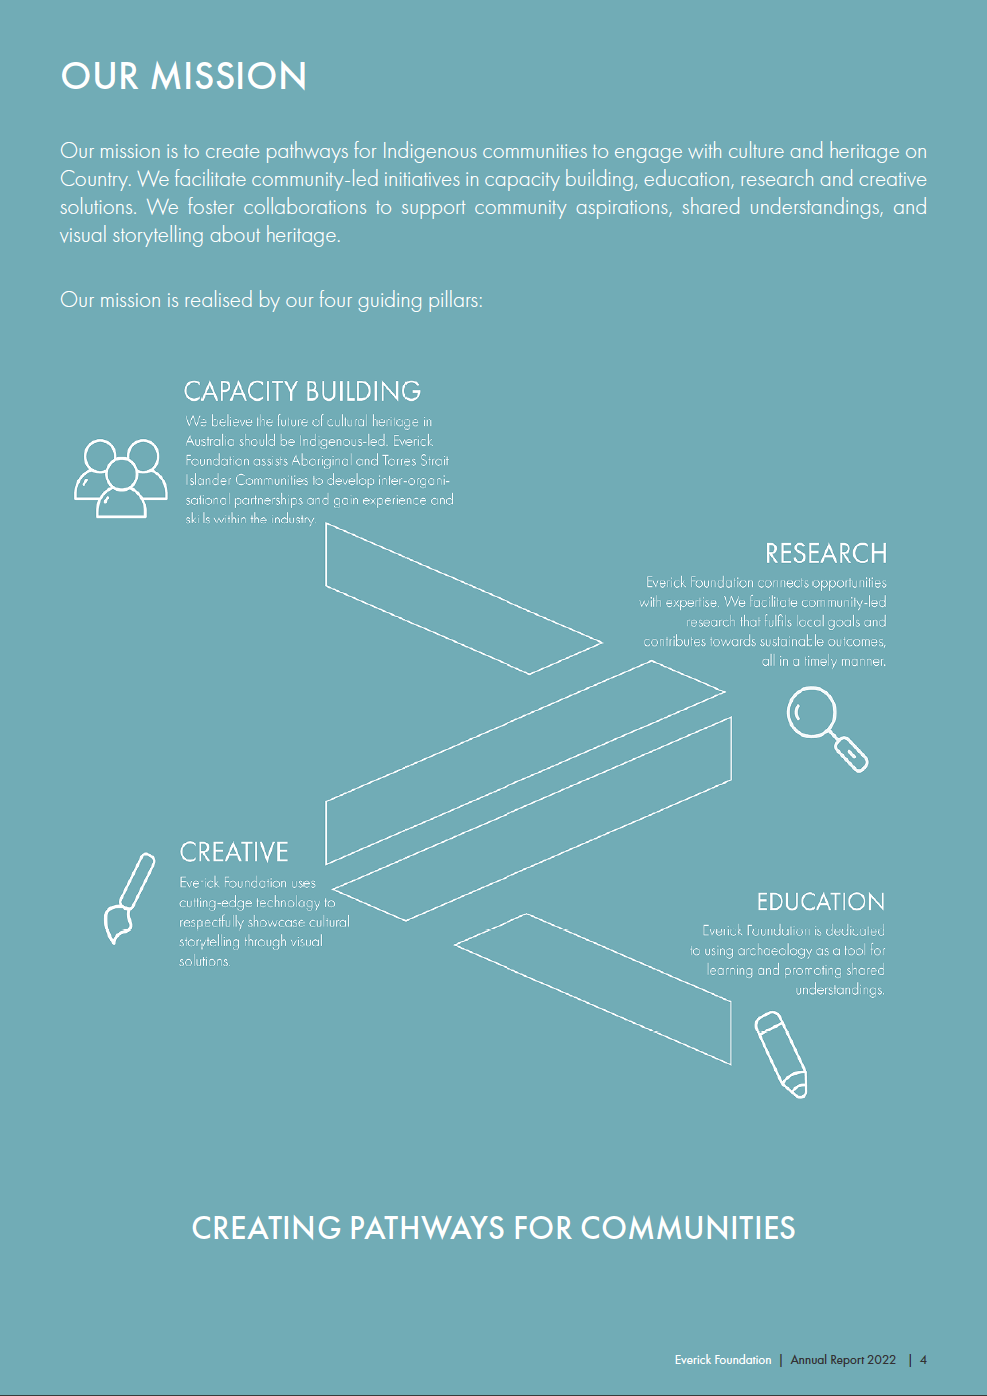 OUR MISSION
Our mission is to create pathways for Indigenous communities to engage with culture and heritage on
Country. We facilitate community-led initiatives in capacity building, education, research and creative
solutions. We foster collaborations to support community aspirations, shared understandings, and
visual storytelling about heritage.
Our mission is realised by our four guiding pillars:
CAPACITY BUILDING
We believe the future of cultural heritage in
Australia should be Indigenous-led. Everick
Foundation assists Aboriginal and Torres Strait
Islander Communities to develop inter-organi-
sational partnerships and gain experience and
skills within the industry.
RESEARCH
Everick Foundation connects opportunities
with expertise. We facilitate community-led
research that fulfils local goals and
contributes towards sustainable outcomes,
all in a timely manner.
CREATIVE
Everick Foundation uses
cutting-edge technology to
respectfully showcase cultural
storytelling through visual
solutions.
EDUCATION
Everick Foundation is dedicated
to using archaeology as a tool for
learning and promoting shared
understandings.
CREATING PATHWAYS FOR COMMUNITIES
Everick Foundation | Annual Report 2022 | 4